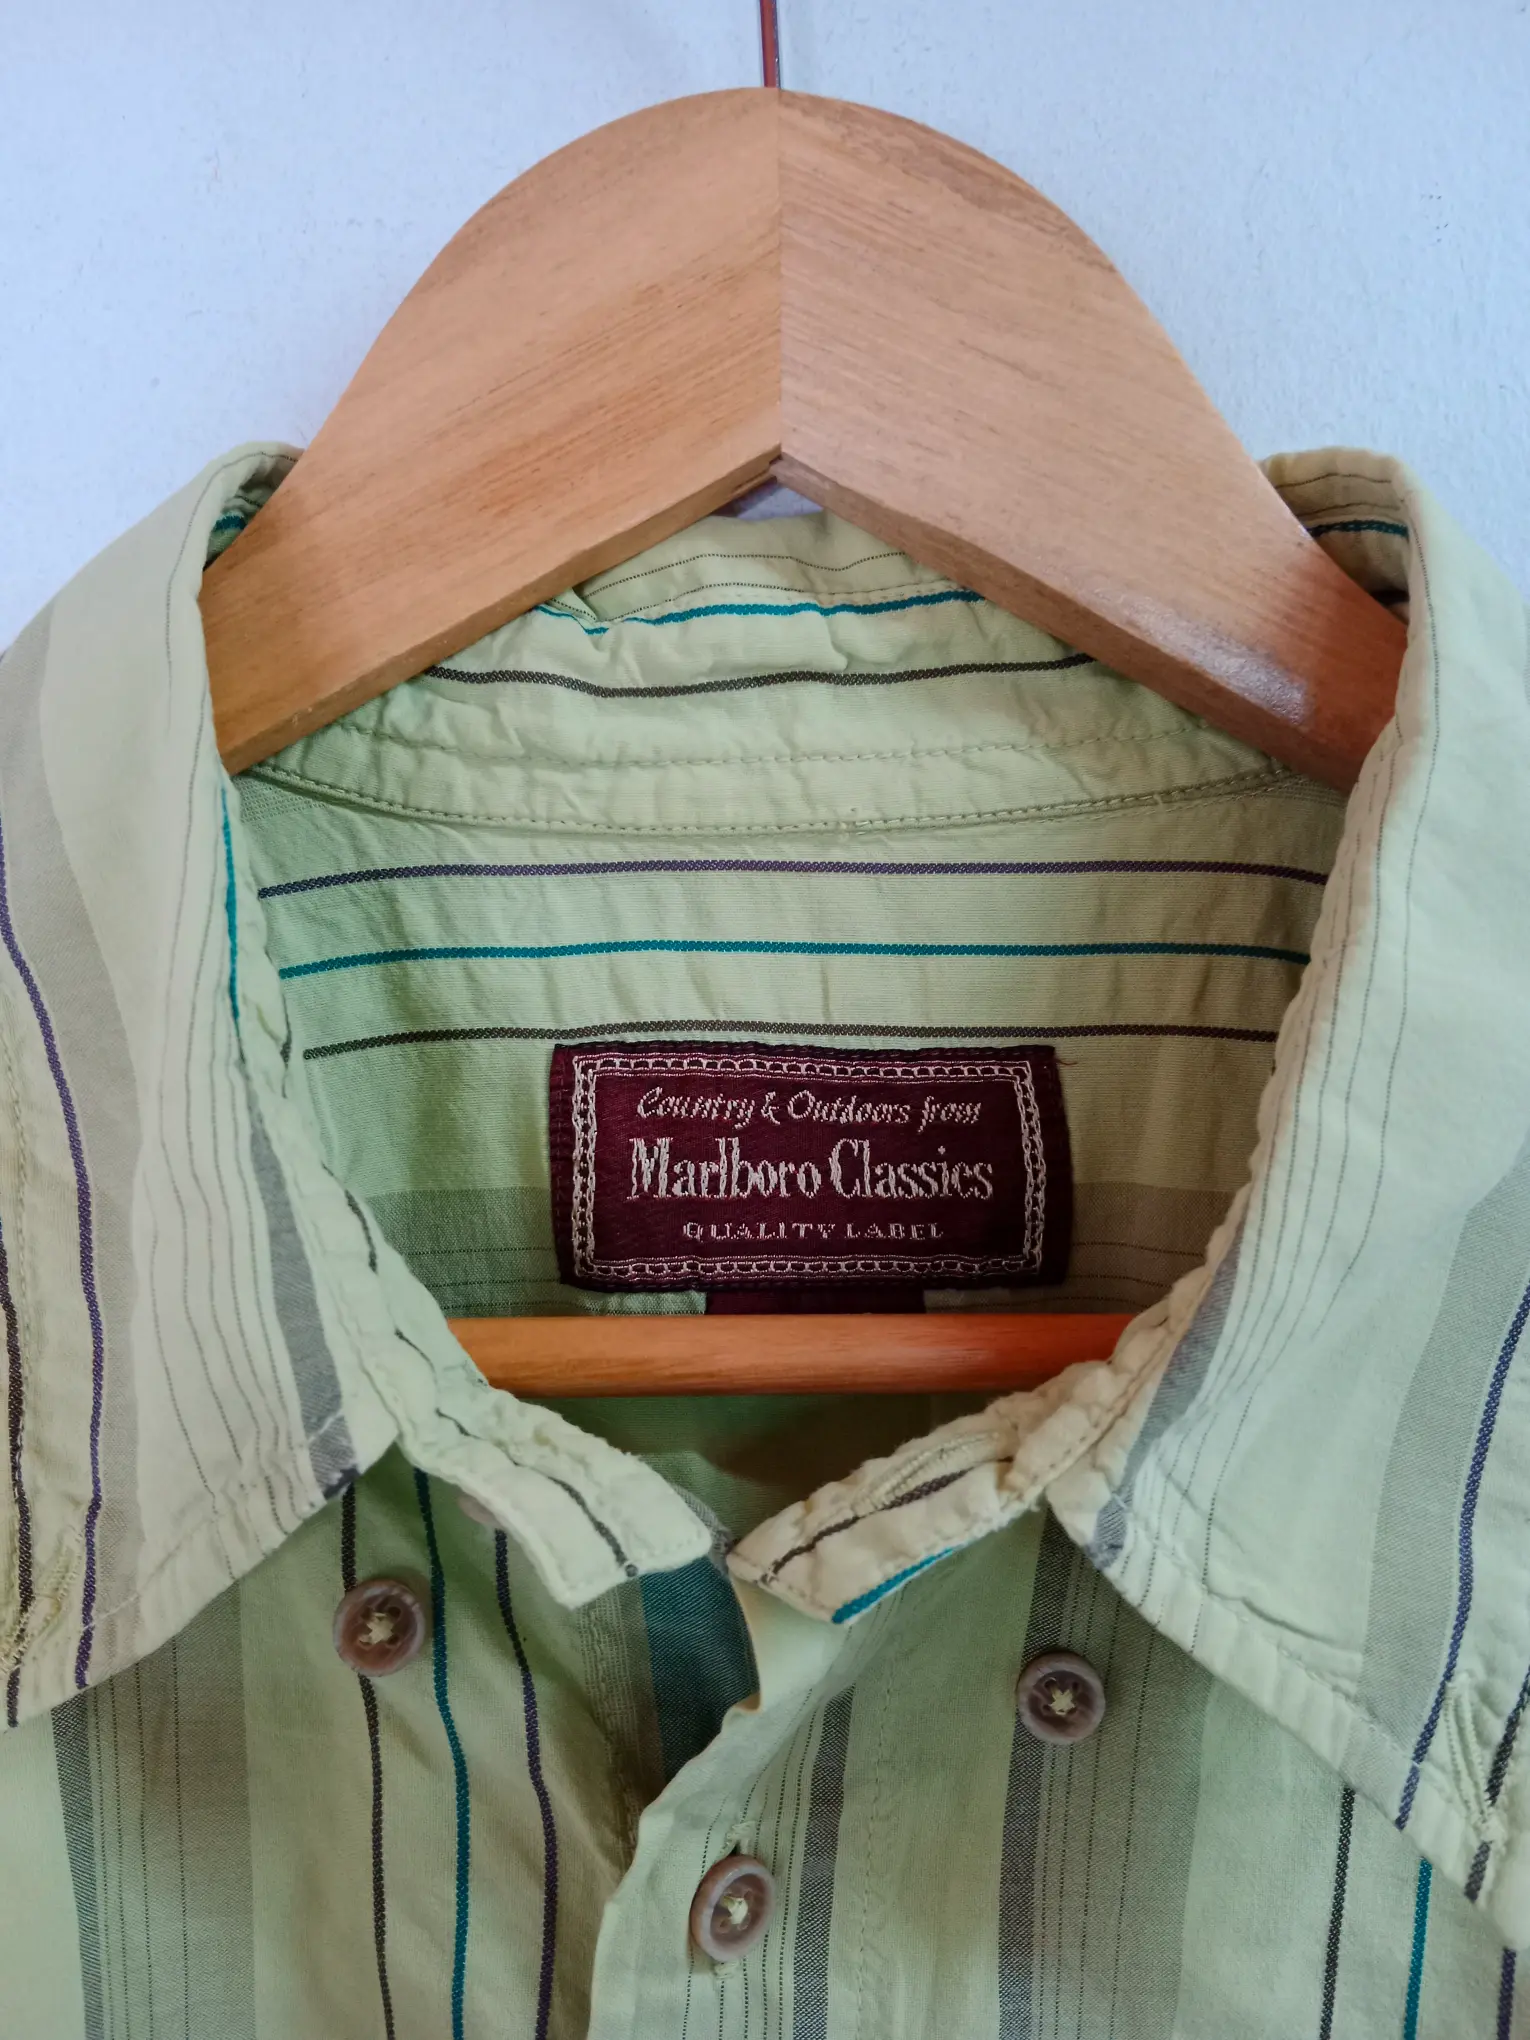 Country & Outdoors from
Marlboro Classics
QUALITY LABEL